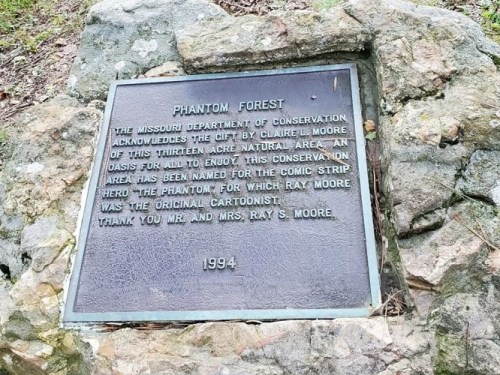 PHANTOM FOREST
THE MISSOURI DEPARTMENT OF CONSERVATION
ACKNOWLEDGES THE GIFT BY CLAIRE L. MOORE
OF THIS THIRTEEN ACRE NATURAL AREA, AN
OASIS FOR ALL TO ENJOY. THIS CONSERVATION
AREA HAS BEEN NAMED FOR THE COMIC STRIP
HERO "THE PHANTOM", FOR WHICH RAY MOORE
WAS THE ORIGINAL CARTOONIST.
THANK YOU MR. AND MRS. RAY S. MOORE.
1994